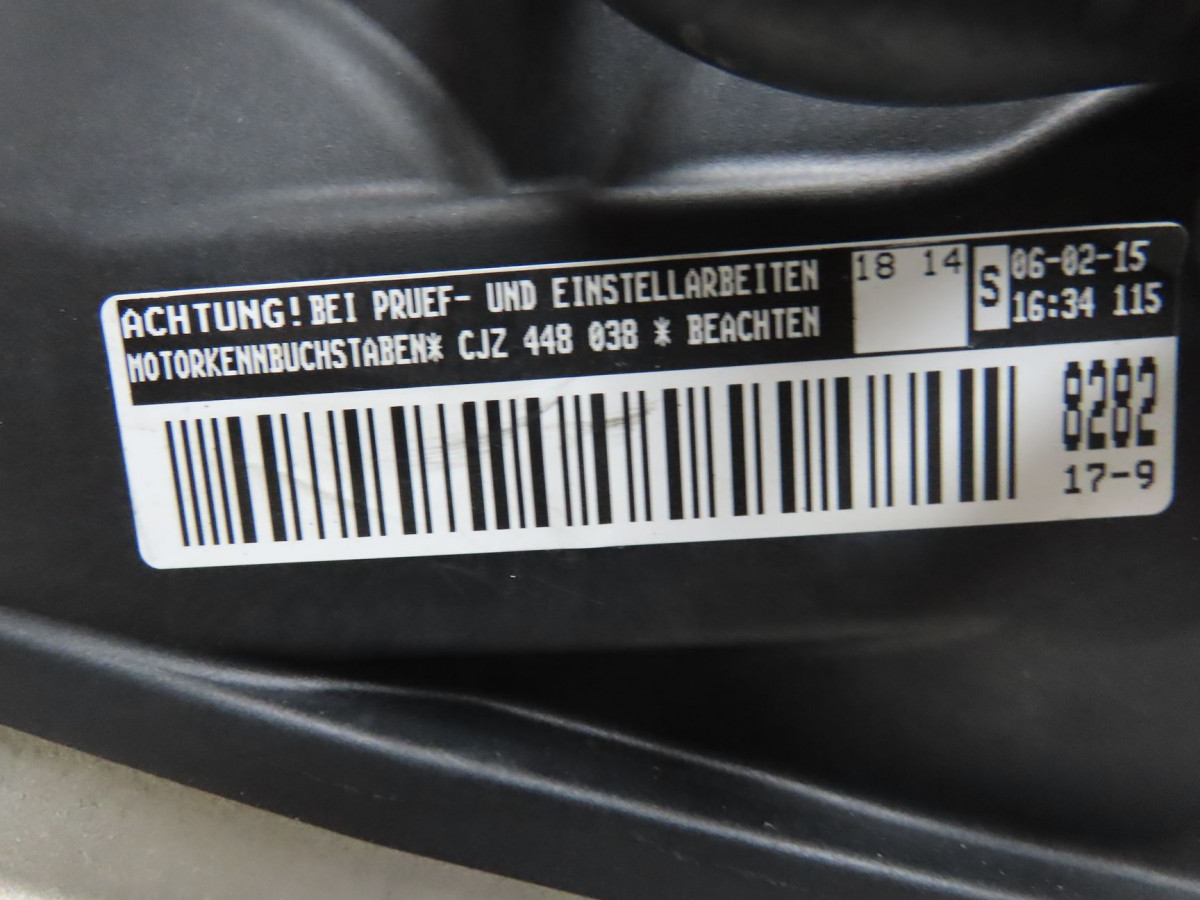 ACHTUNG! BEI PRUEF- UND EINSTELLARBEITEN
MOTORKENNBUCHSTABEN* CJZ 448 038 * BEACHTEN
18 14
S
06-02-15
16:34 115
8282
17-9